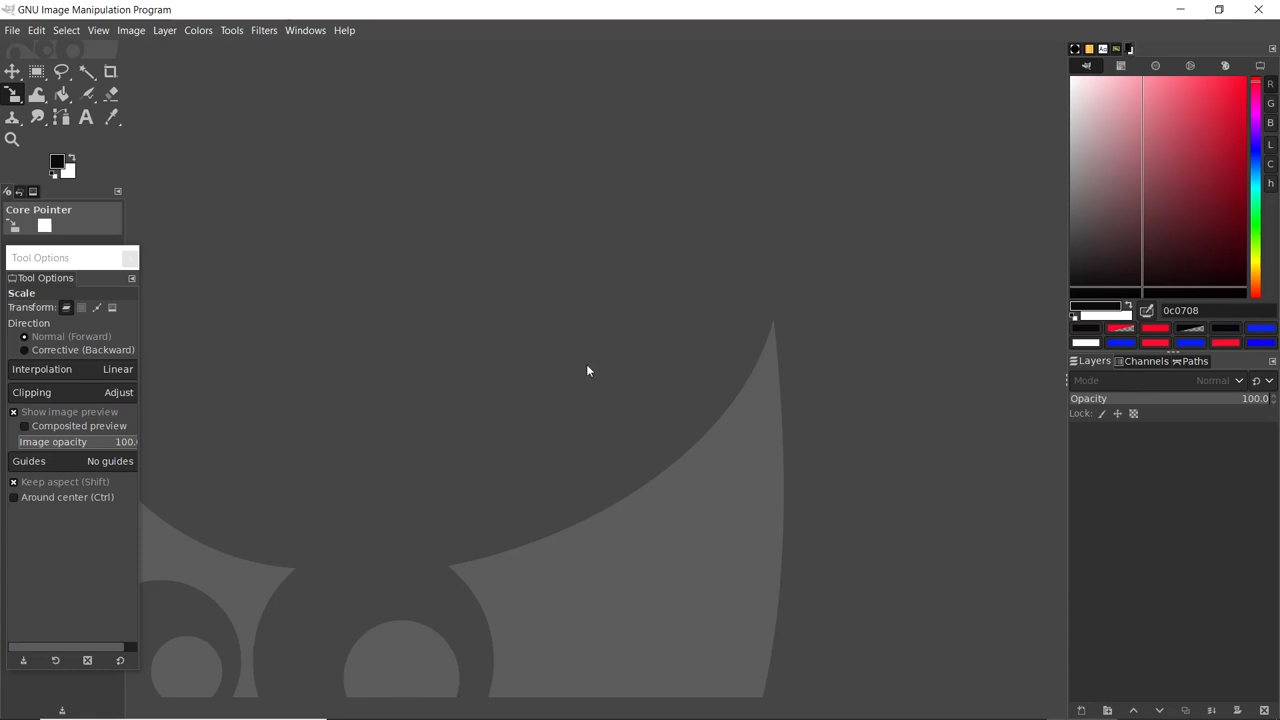 GNU Image Manipulation Program
File Edit Select View Image Layer Colors Tools Filters Windows Help
Core Pointer
Tool Options
Tool Options
Scale
Transform:
Direction
Normal (Forward)
Corrective (Backward)
Interpolation Linear
Clipping Adjust
Show image preview
Composited preview
Image opacity 100.
Guides No guides
Keep aspect (Shift)
Around center (Ctrl)
R
G
B
L
C
h
0c0708
Layers Channels Paths
Mode Normal
Opacity 100.0
Lock: